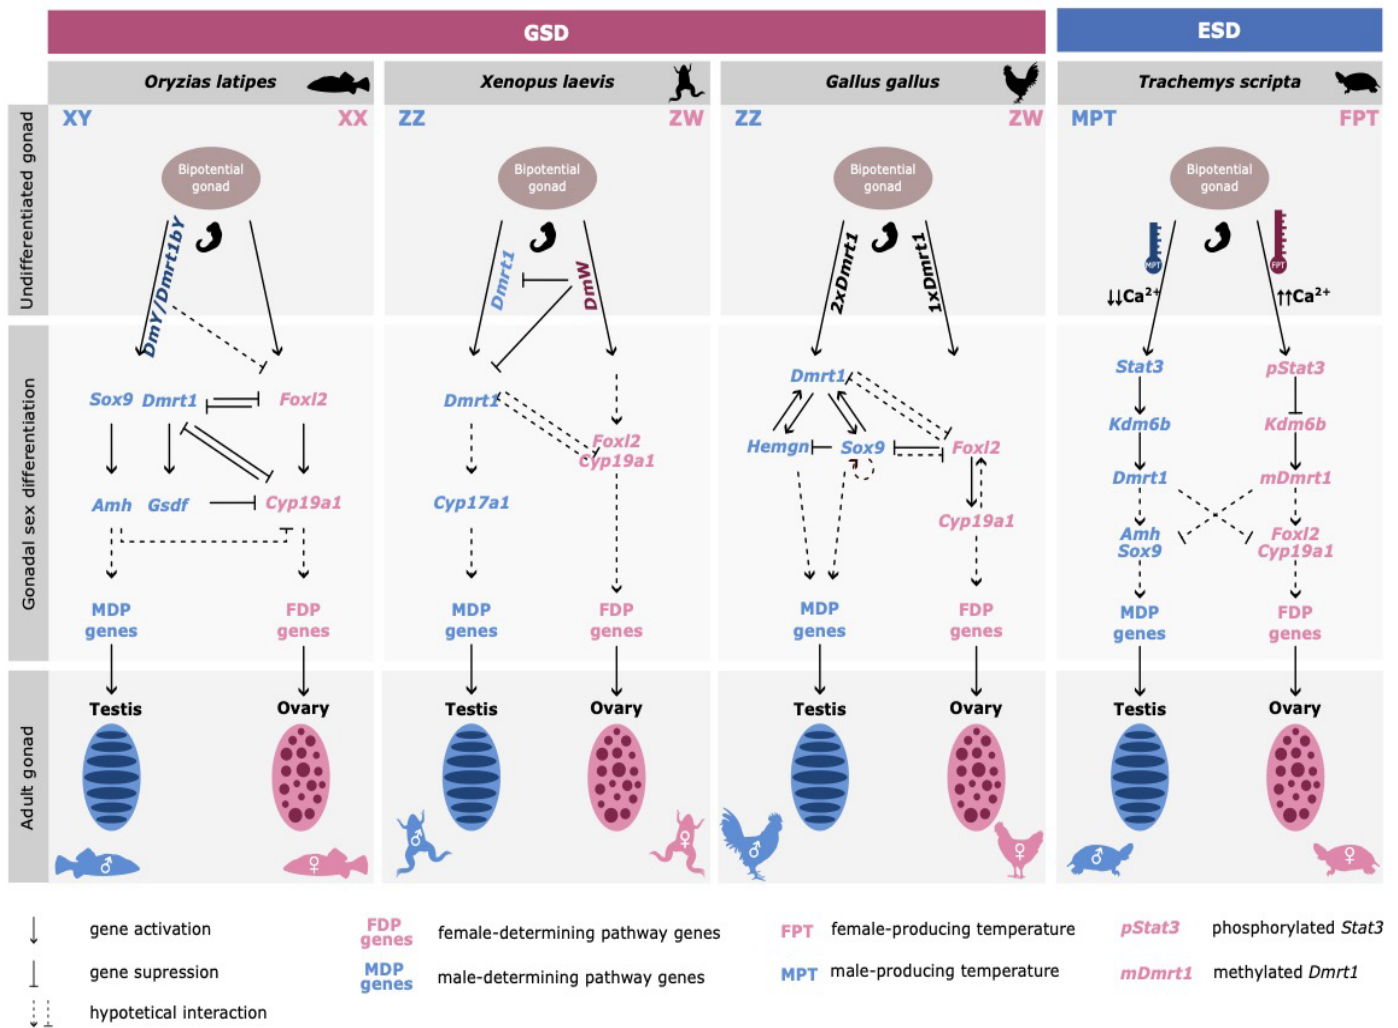 GSD
ESD
Oryzias latipes
Xenopus laevis
Gallus gallus
Trachemys scripta
Undifferentiated gonad
XY
XX
Bipotential
gonad
DmY/Dmrt1bY
ZZ
ZW
Bipotential
gonad
Dmrt1
DmW
ZZ
ZW
Bipotential
gonad
2xDmrt1
1xDmrt1
MPT
FPT
Bipotential
gonad
MPT
FPT
↓↓Ca²⁺
↑↑Ca²⁺
Gonadal sex differentiation
Sox9
Dmrt1
Foxl2
Amh
Gsdf
Cyp19a1
MDP
genes
FDP
genes
Dmrt1
Foxl2
Cyp19a1
Cyp17a1
MDP
genes
FDP
genes
Dmrt1
Hemgn
Sox9
Foxl2
Cyp19a1
MDP
genes
FDP
genes
Stat3
pStat3
Kdm6b
Kdm6b
Dmrt1
mDmrt1
Amh
Sox9
Foxl2
Cyp19a1
MDP
genes
FDP
genes
Adult gonad
Testis
Ovary
♂
♀
Testis
Ovary
♂
♀
Testis
Ovary
♂
♀
Testis
Ovary
♂
♀
gene activation
gene supression
hypotetical interaction
FDP
genes
female-determining pathway genes
MDP
genes
male-determining pathway genes
FPT
female-producing temperature
MPT
male-producing temperature
pStat3
phosphorylated Stat3
mDmrt1
methylated Dmrt1